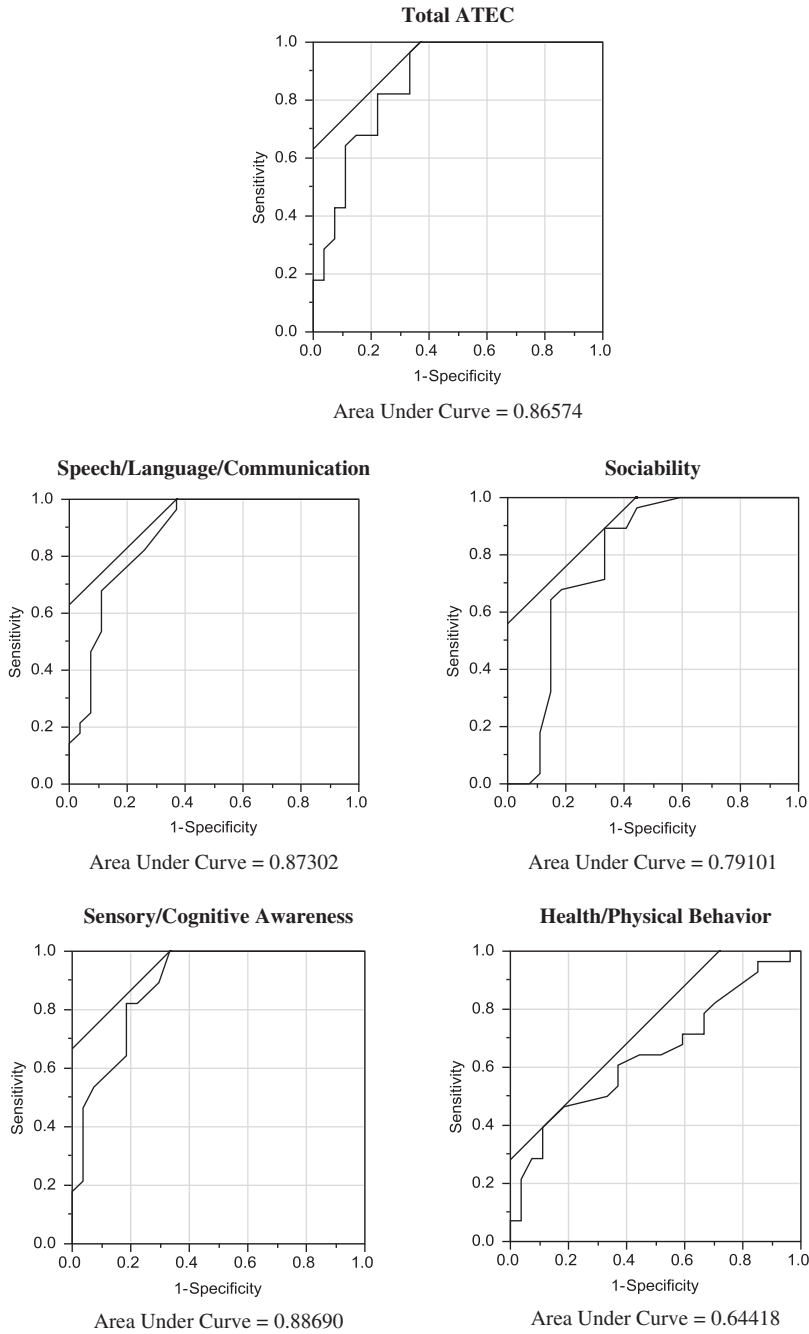 Total ATEC
1.0
0.8
0.6
0.4
0.2
0.0
Sensitivity
0.0 0.2 0.4 0.6 0.8 1.0
1-Specificity
Area Under Curve = 0.86574
Speech/Language/Communication
1.0
0.8
0.6
0.4
0.2
0.0
Sensitivity
0.0 0.2 0.4 0.6 0.8 1.0
1-Specificity
Area Under Curve = 0.87302
Sociability
1.0
0.8
0.6
0.4
0.2
0.0
Sensitivity
0.0 0.2 0.4 0.6 0.8 1.0
1-Specificity
Area Under Curve = 0.79101
Sensory/Cognitive Awareness
1.0
0.8
0.6
0.4
0.2
0.0
Sensitivity
0.0 0.2 0.4 0.6 0.8 1.0
1-Specificity
Area Under Curve = 0.88690
Health/Physical Behavior
1.0
0.8
0.6
0.4
0.2
0.0
Sensitivity
0.0 0.2 0.4 0.6 0.8 1.0
1-Specificity
Area Under Curve = 0.64418